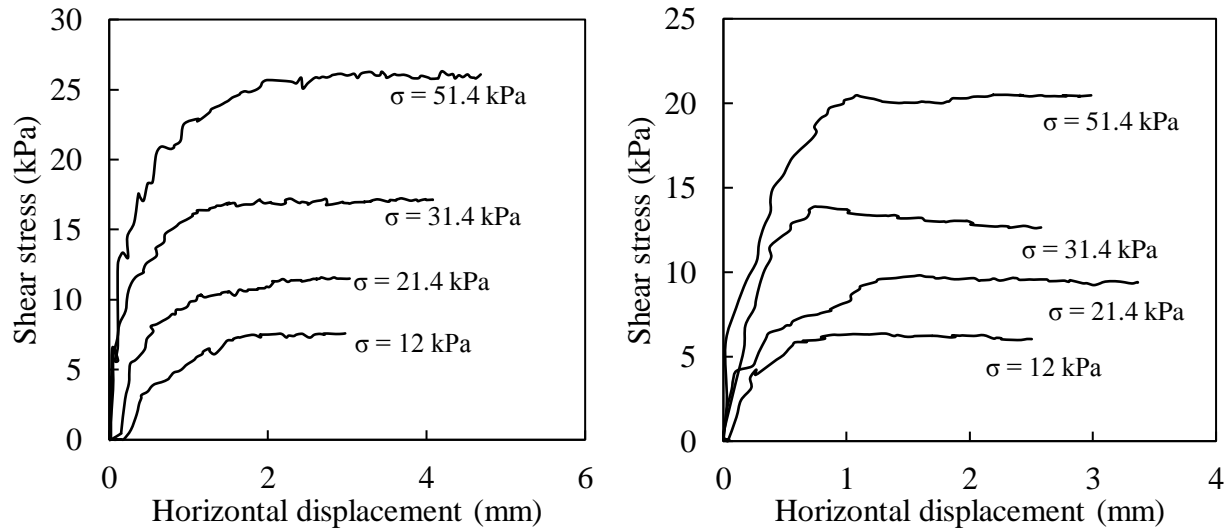 Shear stress (kPa)
30
25
20
15
10
5
0
σ = 51.4 kPa
σ = 31.4 kPa
σ = 21.4 kPa
σ = 12 kPa
0 2 4 6
Horizontal displacement (mm)
Shear stress (kPa)
25
20
15
10
5
0
σ = 51.4 kPa
σ = 31.4 kPa
σ = 21.4 kPa
σ = 12 kPa
0 1 2 3 4
Horizontal displacement (mm)